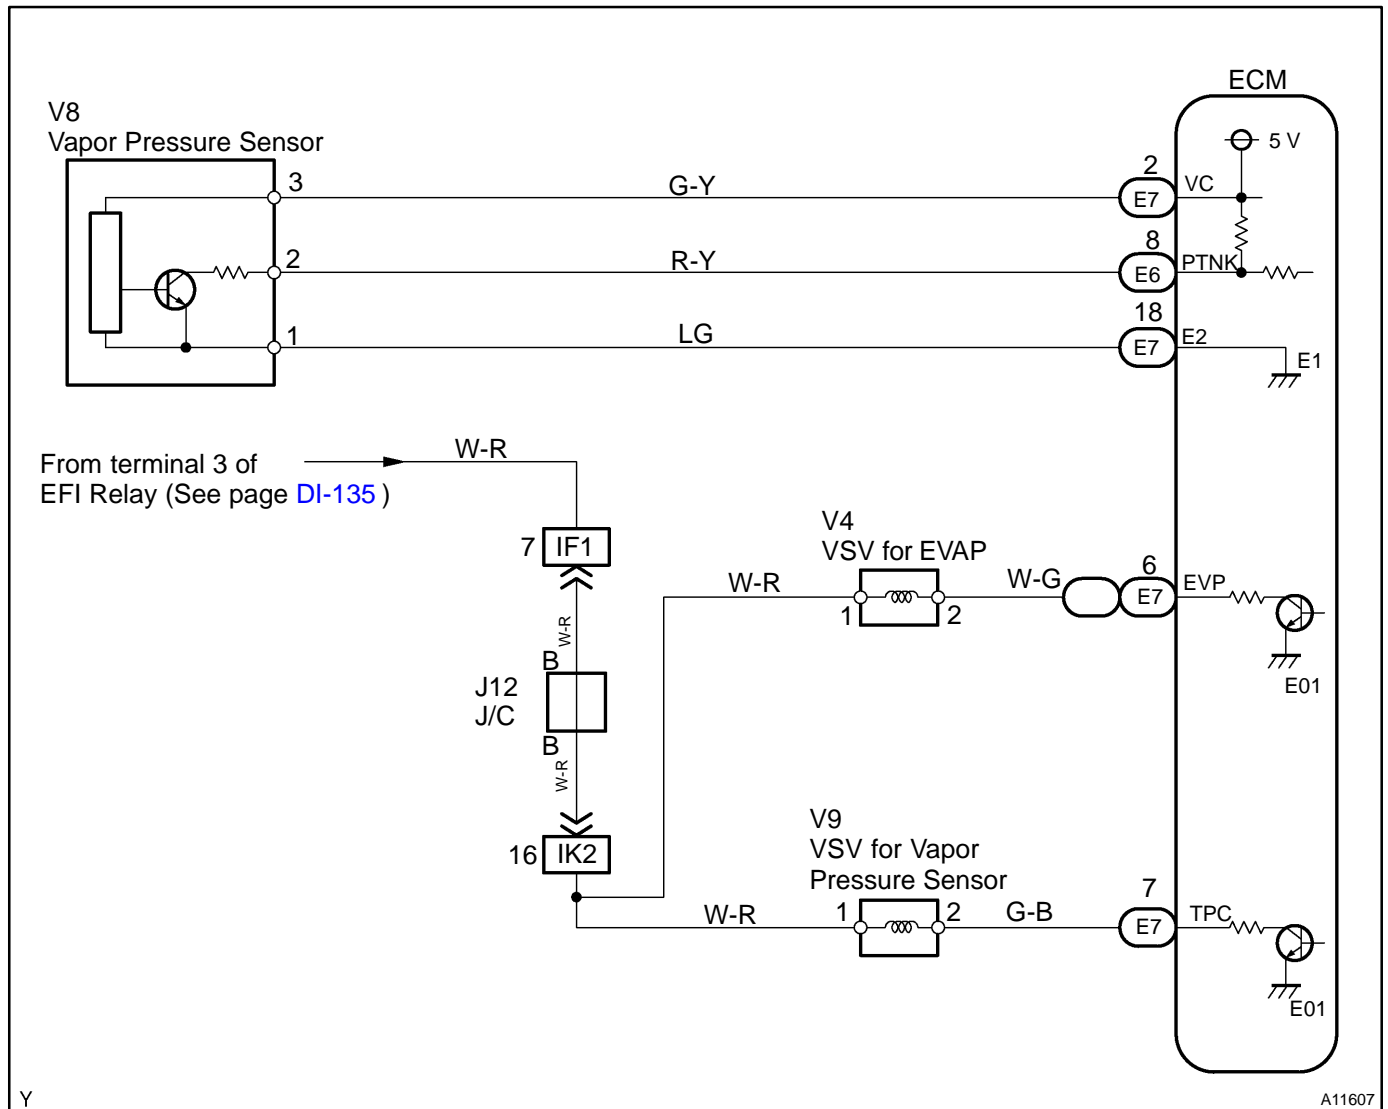 ECM
V8
Vapor Pressure Sensor
5 V
3
G-Y
2
E7
VC
2
R-Y
8
E6
PTNK
1
LG
18
E7
E2
E1
From terminal 3 of
EFI Relay (See page DI-135 )
W-R
7
IF1
W-R
B
J12
J/C
B
W-R
16
IK2
V4
VSV for EVAP
W-R
1
2
W-G
6
E7
EVP
E01
V9
VSV for Vapor
Pressure Sensor
W-R
1
2
G-B
7
E7
TPC
E01
Y
A11607